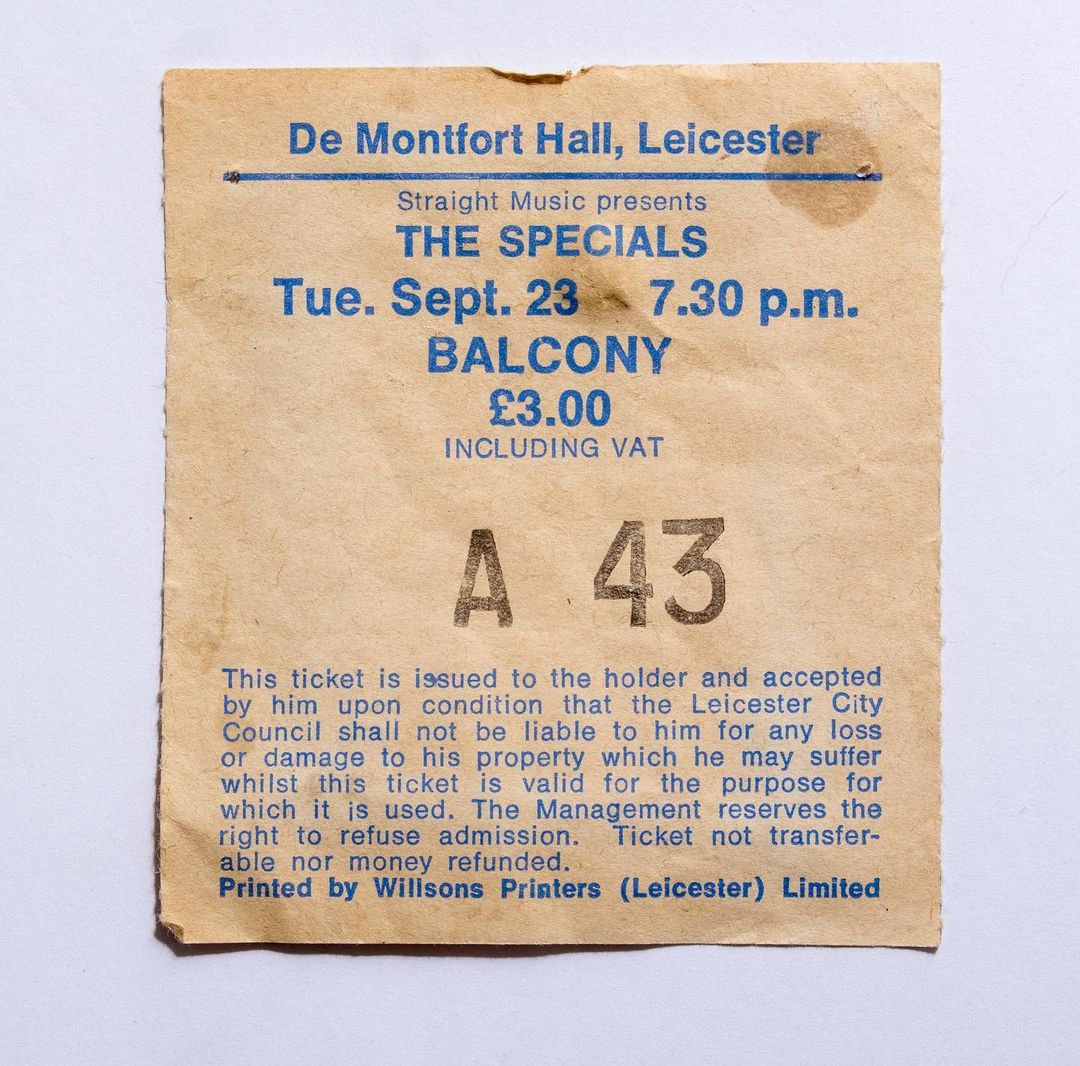 De Montfort Hall, Leicester
Straight Music presents
THE SPECIALS
Tue. Sept. 23 7.30 p.m.
BALCONY
£3.00
INCLUDING VAT
A 43
This ticket is issued to the holder and accepted
by him upon condition that the Leicester City
Council shall not be liable to him for any loss
or damage to his property which he may suffer
whilst this ticket is valid for the purpose for
which it is used. The Management reserves the
right to refuse admission. Ticket not transfer-
able nor money refunded.
Printed by Willsons Printers (Leicester) Limited